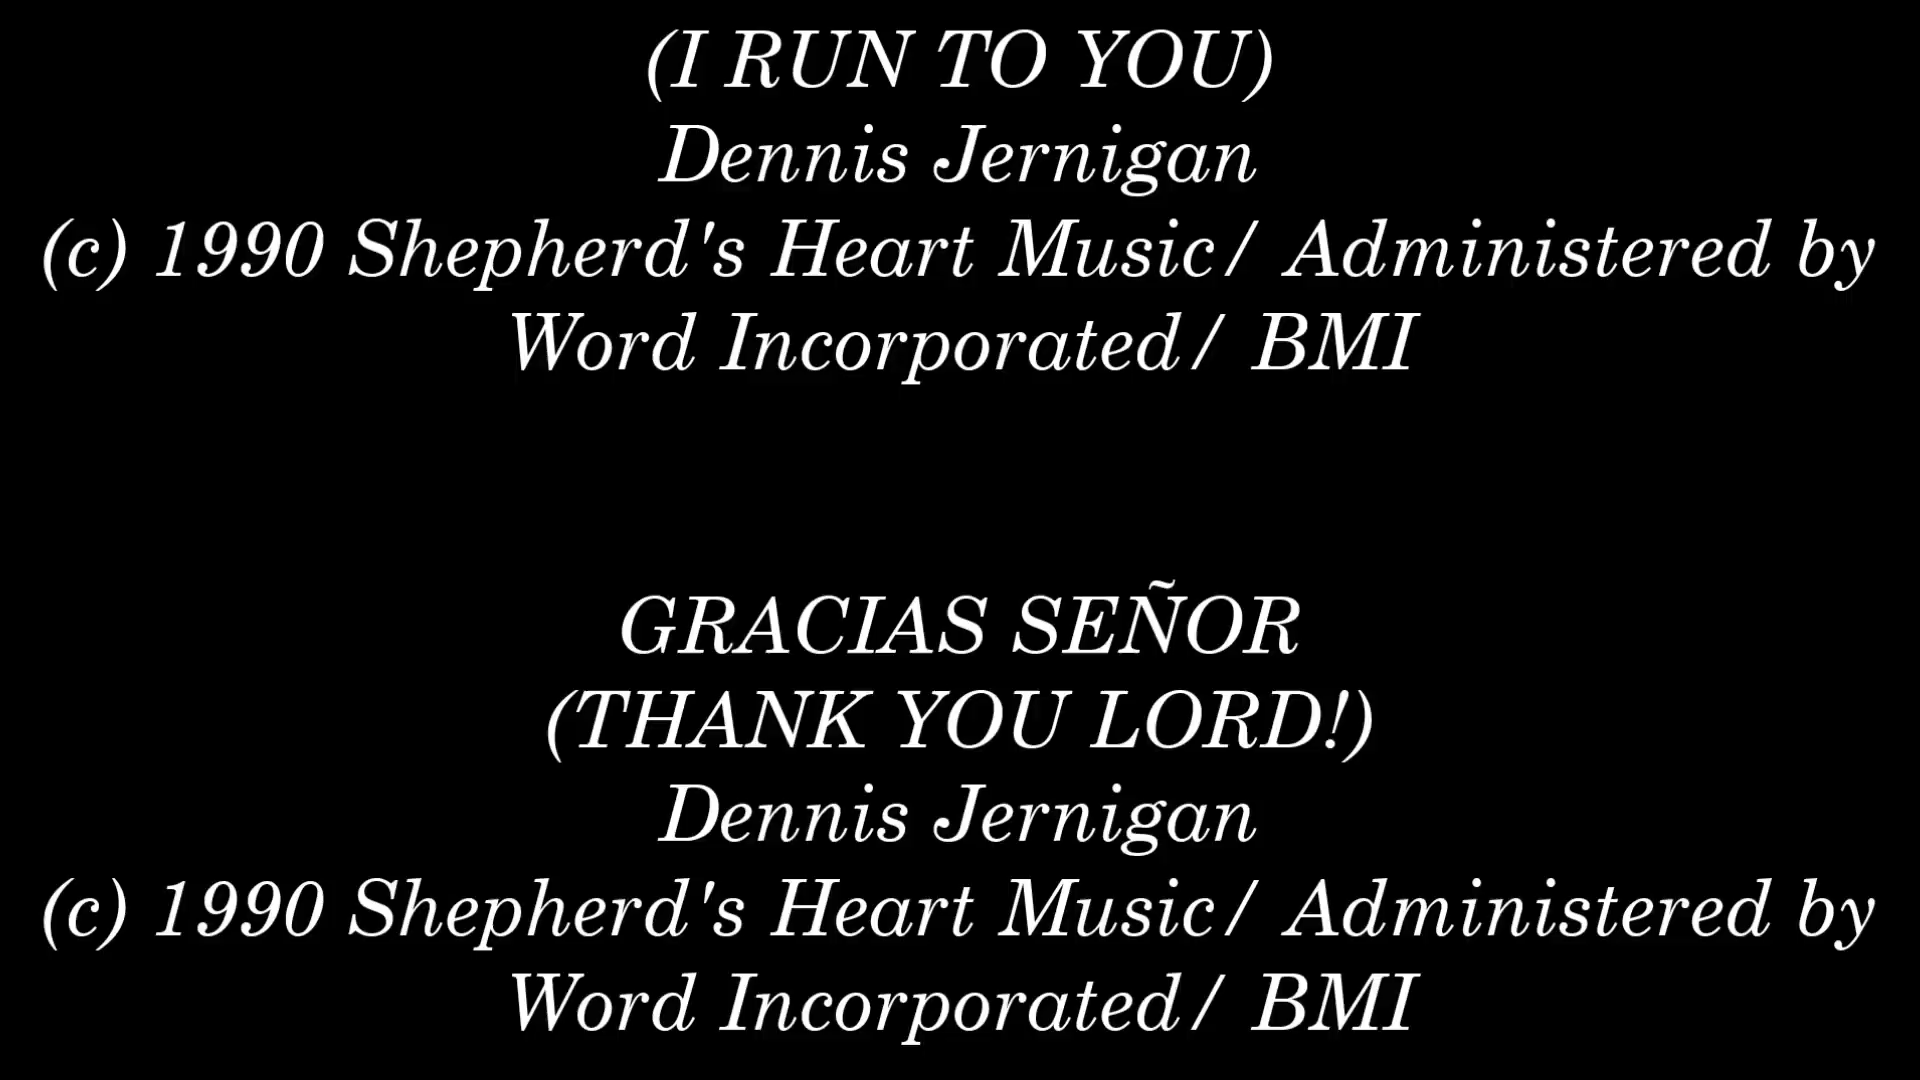 (I RUN TO YOU)
Dennis Jernigan
(c) 1990 Shepherd's Heart Music/ Administered by
Word Incorporated/ BMI
GRACIAS SEÑOR
(THANK YOU LORD!)
Dennis Jernigan
(c) 1990 Shepherd's Heart Music/ Administered by
Word Incorporated/ BMI